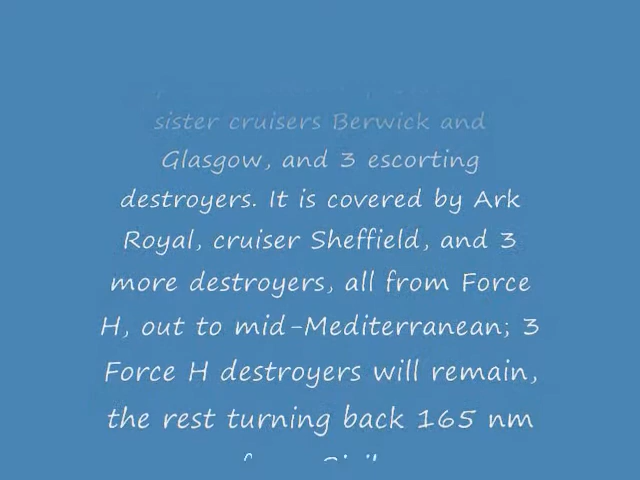 sister cruisers Berwick and
Glasgow, and 3 escorting
destroyers. It is covered by Ark
Royal, cruiser Sheffield, and 3
more destroyers, all from Force
H, out to mid-Mediterranean; 3
Force H destroyers will remain,
the rest turning back 165 nm